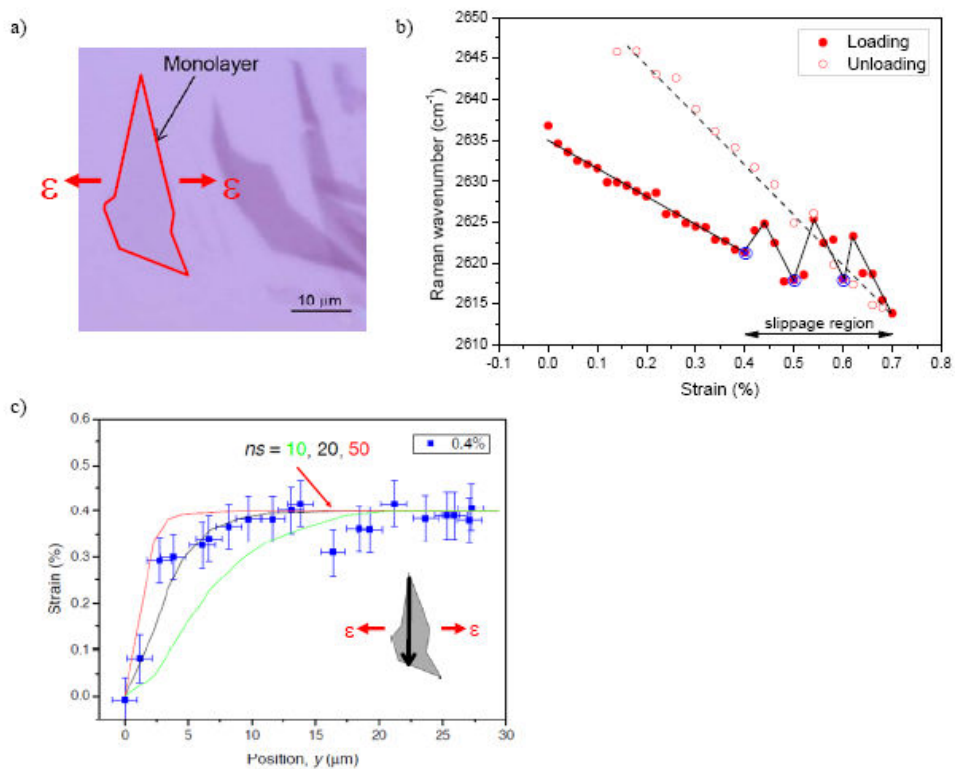 a)
Monolayer
ε ε
10 μm
b)
2650
2645
2640
2635
2630
2625
2620
2615
2610
Raman wavenumber (cm-1)
Loading
Unloading
slippage region
-0.1 0.0 0.1 0.2 0.3 0.4 0.5 0.6 0.7 0.8
Strain (%)
c)
0.6
0.5
0.4
0.3
0.2
0.1
0.0
Strain (%)
ns = 10, 20, 50
0.4%
ε ε
0 5 10 15 20 25 30
Position, y (μm)